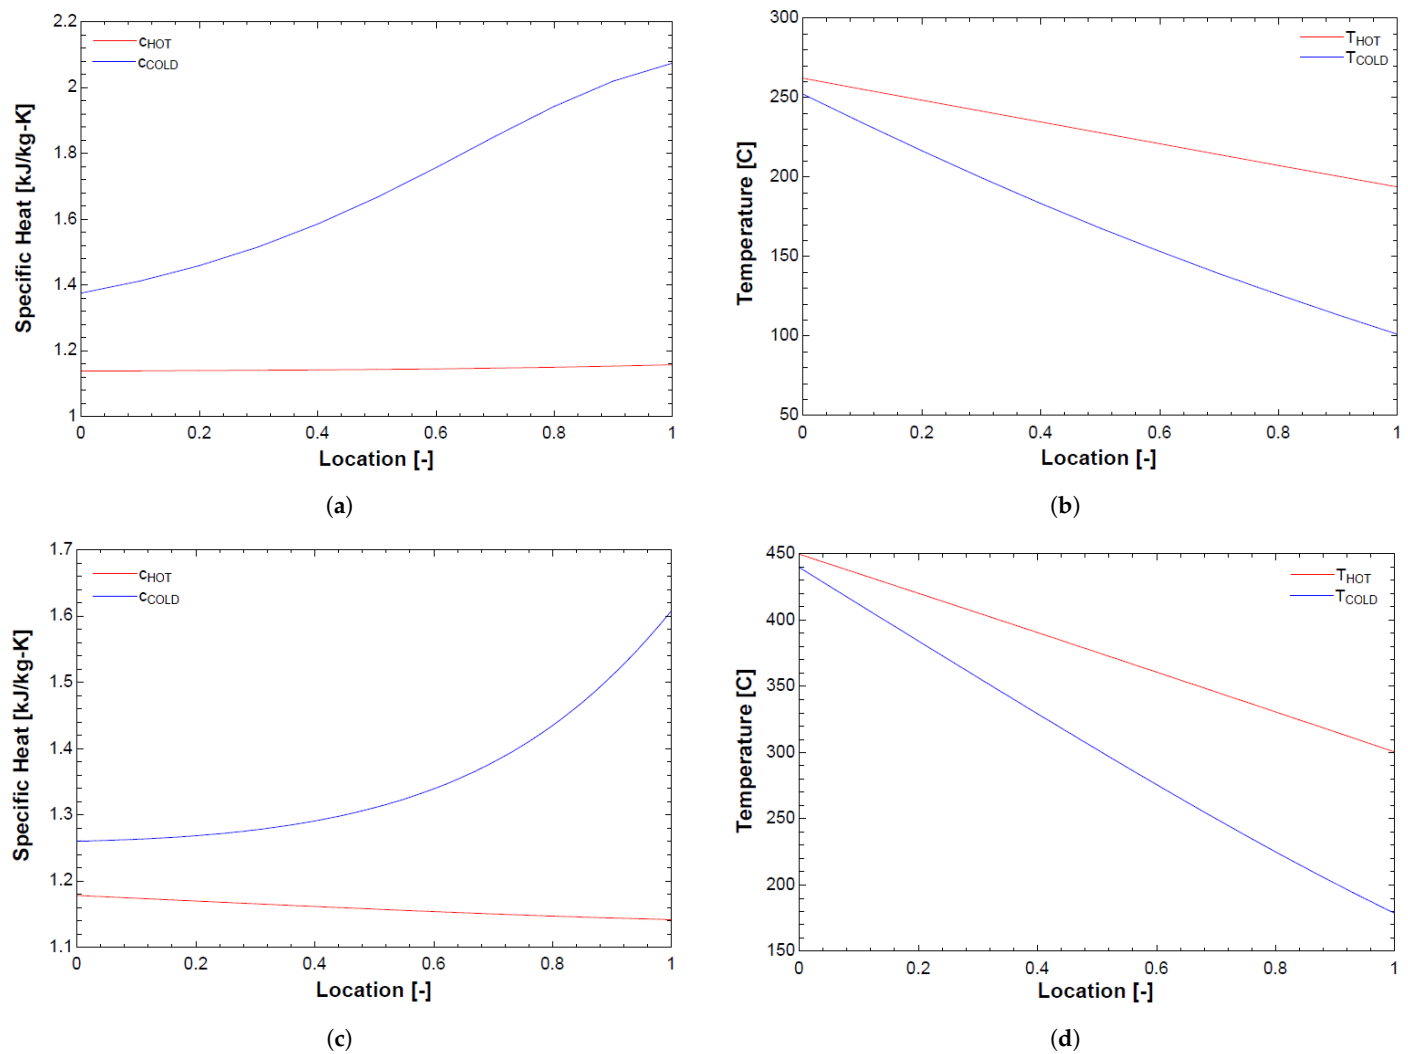 2.2
2
1.8
1.6
1.4
1.2
1
Specific Heat [kJ/kg-K]
cHOT
cCOLD
0 0.2 0.4 0.6 0.8 1
Location [-]
(a)
300
250
200
150
100
50
Temperature [C]
THOT
TCOLD
0 0.2 0.4 0.6 0.8 1
Location [-]
(b)
1.7
1.6
1.5
1.4
1.3
1.2
1.1
Specific Heat [kJ/kg-K]
cHOT
cCOLD
0 0.2 0.4 0.6 0.8 1
Location [-]
(c)
450
400
350
300
250
200
150
Temperature [C]
THOT
TCOLD
0 0.2 0.4 0.6 0.8 1
Location [-]
(d)